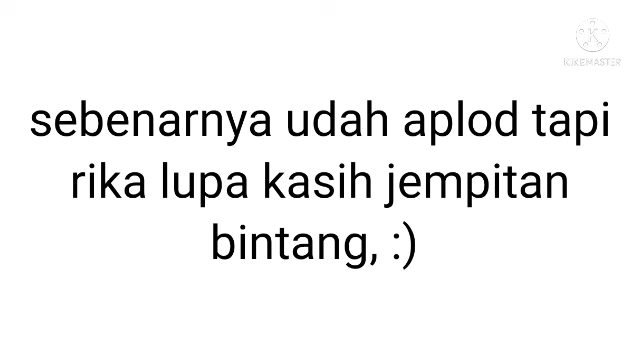 KINEMASTER
sebenarnya udah aplod tapi
rika lupa kasih jempitan
bintang, :)